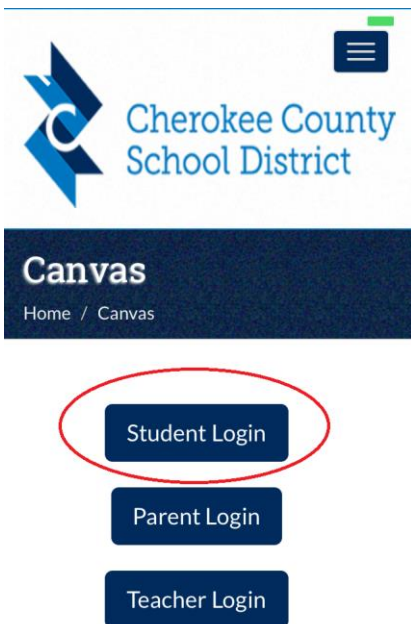 Cherokee County
School District
Canvas
Home / Canvas
Student Login
Parent Login
Teacher Login